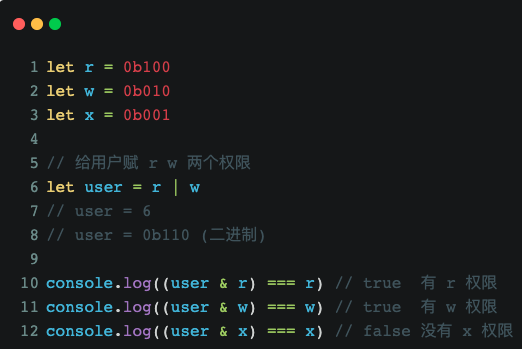 1 let r = 0b100
2 let w = 0b010
3 let x = 0b001
4
5 // 给用户赋 r w 两个权限
6 let user = r | w
7 // user = 6
8 // user = 0b110 (二进制)
9
10 console.log((user & r) === r) // true  有 r 权限
11 console.log((user & w) === w) // true  有 w 权限
12 console.log((user & x) === x) // false 没有 x 权限